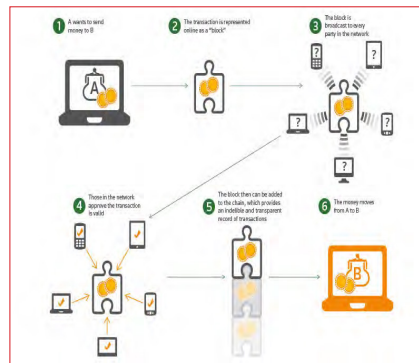 1 A wants to send
money to B
2 The transaction is represented
online as a "block"
3 The block is
broadcast to every
party in the network
A
? ? ? ? ?
4 Those in the network
approve the transaction
is valid
5 The block then can be added
to the chain, which provides
an indelible and transparent
record of transactions
6 The money moves
from A to B
B